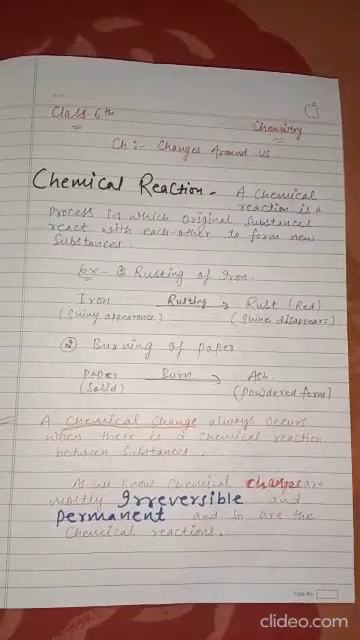 Class-6th
Chemistry
Ch :- Changes Around us
Chemical Reaction - A Chemical
reaction is a
process in which original Substances
react with each-other to form new
Substances.
Ex- ① Rusting of Iron.
Iron Rusting → Rust (Red)
(Shiny appearance) (Shine disappears)
② Burning of paper
Paper Burn → Ash
(Solid) (Powdered form)
A Chemical Change always occurs
when there is a chemical reaction
between Substances.
As we know Chemical changes are
mostly Irreversible and
permanent and so are the
Chemical reactions.
Page No.
clideo.com